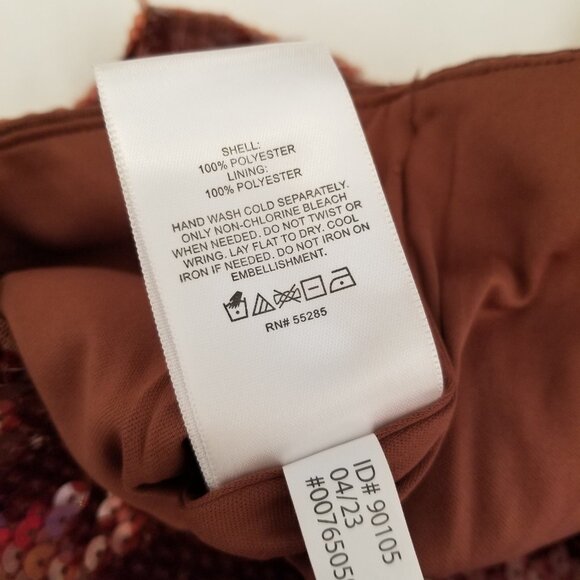 SHELL:
100% POLYESTER
LINING:
100% POLYESTER
HAND WASH COLD SEPARATELY.
ONLY NON-CHLORINE BLEACH
WHEN NEEDED. DO NOT TWIST OR
WRING. LAY FLAT TO DRY. COOL
IRON IF NEEDED. DO NOT IRON ON
EMBELLISHMENT.
RN# 55285
ID# 90105
04/23